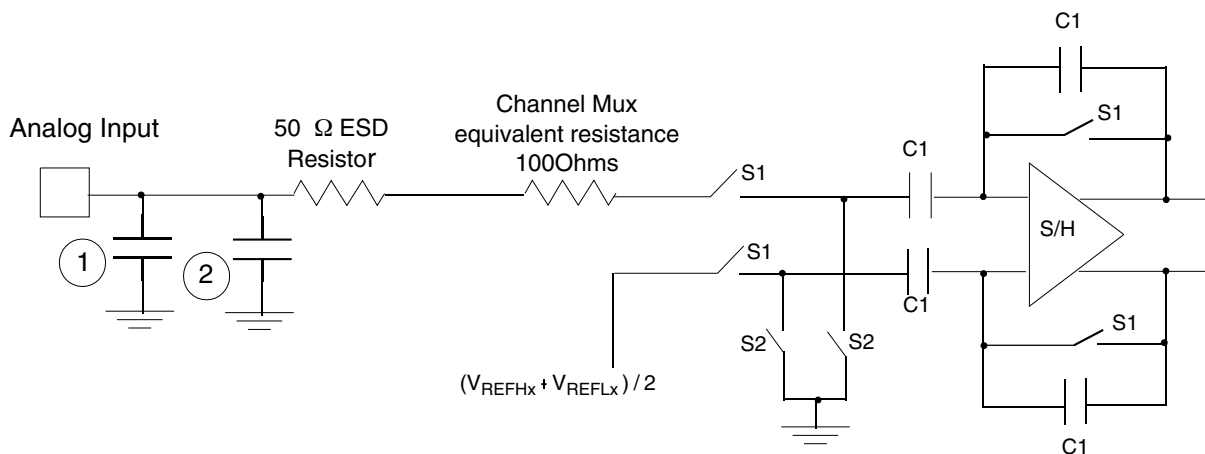 C1
Analog Input
50 Ω ESD
Resistor
Channel Mux
equivalent resistance
100Ohms
S1
C1
S1
S/H
1
2
S1
C1
S1
S2
S2
(VREFHx + VREFLx) / 2
C1